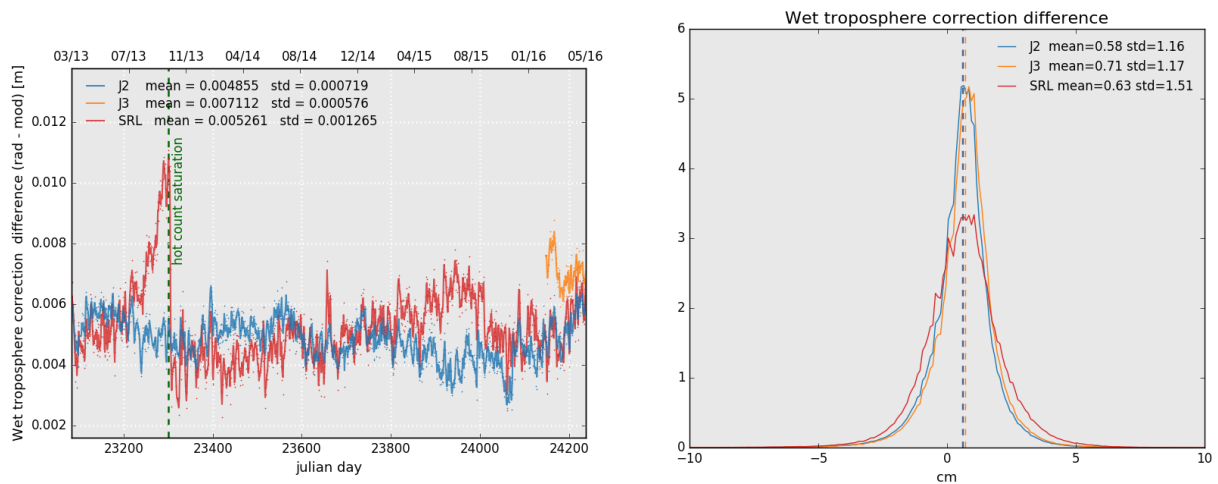 03/13 07/13 11/13 04/14 08/14 12/14 04/15 08/15 01/16 05/16
J2 mean = 0.004855 std = 0.000719
J3 mean = 0.007112 std = 0.000576
SRL mean = 0.005261 std = 0.001265
hot count saturation
Wet troposphere correction difference (rad - mod) [m]
0.012
0.010
0.008
0.006
0.004
0.002
23200 23400 23600 23800 24000 24200
julian day
Wet troposphere correction difference
J2 mean=0.58 std=1.16
J3 mean=0.71 std=1.17
SRL mean=0.63 std=1.51
6
5
4
3
2
1
0
−10 −5 0 5 10
cm